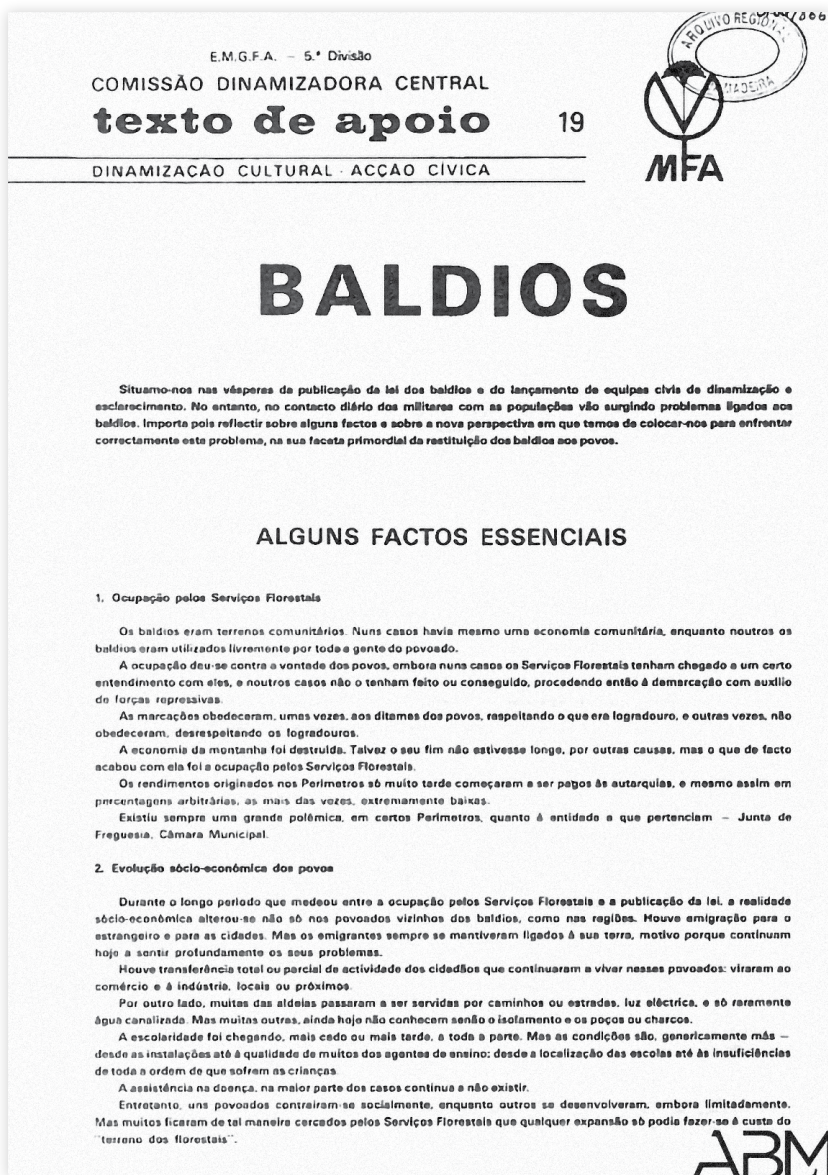 E.M.G.F.A. — 5.ª Divisão
COMISSÃO DINAMIZADORA CENTRAL
texto de apoio 19
DINAMIZAÇÃO CULTURAL · ACÇÃO CÍVICA
ARQUIVO REGIONAL
MADEIRA
MFA
BALDIOS
Situamo-nos nas vésperas da publicação da lei dos baldios e do lançamento de equipas civis de dinamização e
esclarecimento. No entanto, no contacto diário dos militares com as populações vão surgindo problemas ligados aos
baldios. Importa pois reflectir sobre alguns factos e sobre a nova perspectiva em que temos de colocar-nos para enfrentar
correctamente este problema, na sua faceta primordial da restituição dos baldios aos povos.
ALGUNS FACTOS ESSENCIAIS
1. Ocupação pelos Serviços Florestais
Os baldios eram terrenos comunitários. Nuns casos havia mesmo uma economia comunitária, enquanto noutros os
baldios eram utilizados livremente por toda a gente do povoado.
A ocupação deu-se contra a vontade dos povos, embora nuns casos os Serviços Florestais tenham chegado a um certo
entendimento com eles, e noutros casos não o tenham feito ou conseguido, procedendo então à demarcação com auxílio
de forças repressivas.
As marcações obedeceram, umas vezes, aos ditames dos povos, respeitando o que era logradouro, e outras vezes, não
obedeceram, desrespeitando os logradouros.
A economia da montanha foi destruída. Talvez o seu fim não estivesse longe, por outras causas, mas o que de facto
acabou com ela foi a ocupação pelos Serviços Florestais.
Os rendimentos originados nos Perímetros só muito tarde começaram a ser pagos às autarquias, e mesmo assim em
percentagens arbitrárias, as mais das vezes, extremamente baixas.
Existiu sempre uma grande polémica, em certos Perímetros, quanto à entidade a que pertenciam — Junta de
Freguesia, Câmara Municipal.
2. Evolução sócio-económica dos povos
Durante o longo período que medeou entre a ocupação pelos Serviços Florestais e a publicação da lei, a realidade
sócio-económica alterou-se não só nos povoados vizinhos dos baldios, como nas regiões. Houve emigração para o
estrangeiro e para as cidades. Mas os emigrantes sempre se mantiveram ligados à sua terra, motivo porque continuam
hoje a sentir profundamente os seus problemas.
Houve transferência total ou parcial de actividade dos cidadãos que continuaram a viver nesses povoados: viraram ao
comércio e à indústria, locais ou próximos.
Por outro lado, muitas das aldeias passaram a ser servidas por caminhos ou estradas, luz eléctrica, e só raramente
água canalizada. Mas muitas outras, ainda hoje não conhecem senão o isolamento e os poços ou charcos.
A escolaridade foi chegando, mais cedo ou mais tarde, a toda a parte. Mas as condições são, genericamente más —
desde as instalações até à qualidade de muitos dos agentes de ensino; desde a localização das escolas até às insuficiências
de toda a ordem de que sofrem as crianças.
A assistência na doença, na maior parte dos casos continua a não existir.
Entretanto, uns povoados contraíram-se socialmente, enquanto outros se desenvolveram, embora limitadamente.
Mas muitos ficaram de tal maneira cercados pelos Serviços Florestais que qualquer expansão só podia fazer-se à custa do
"terreno dos florestais".
ABM